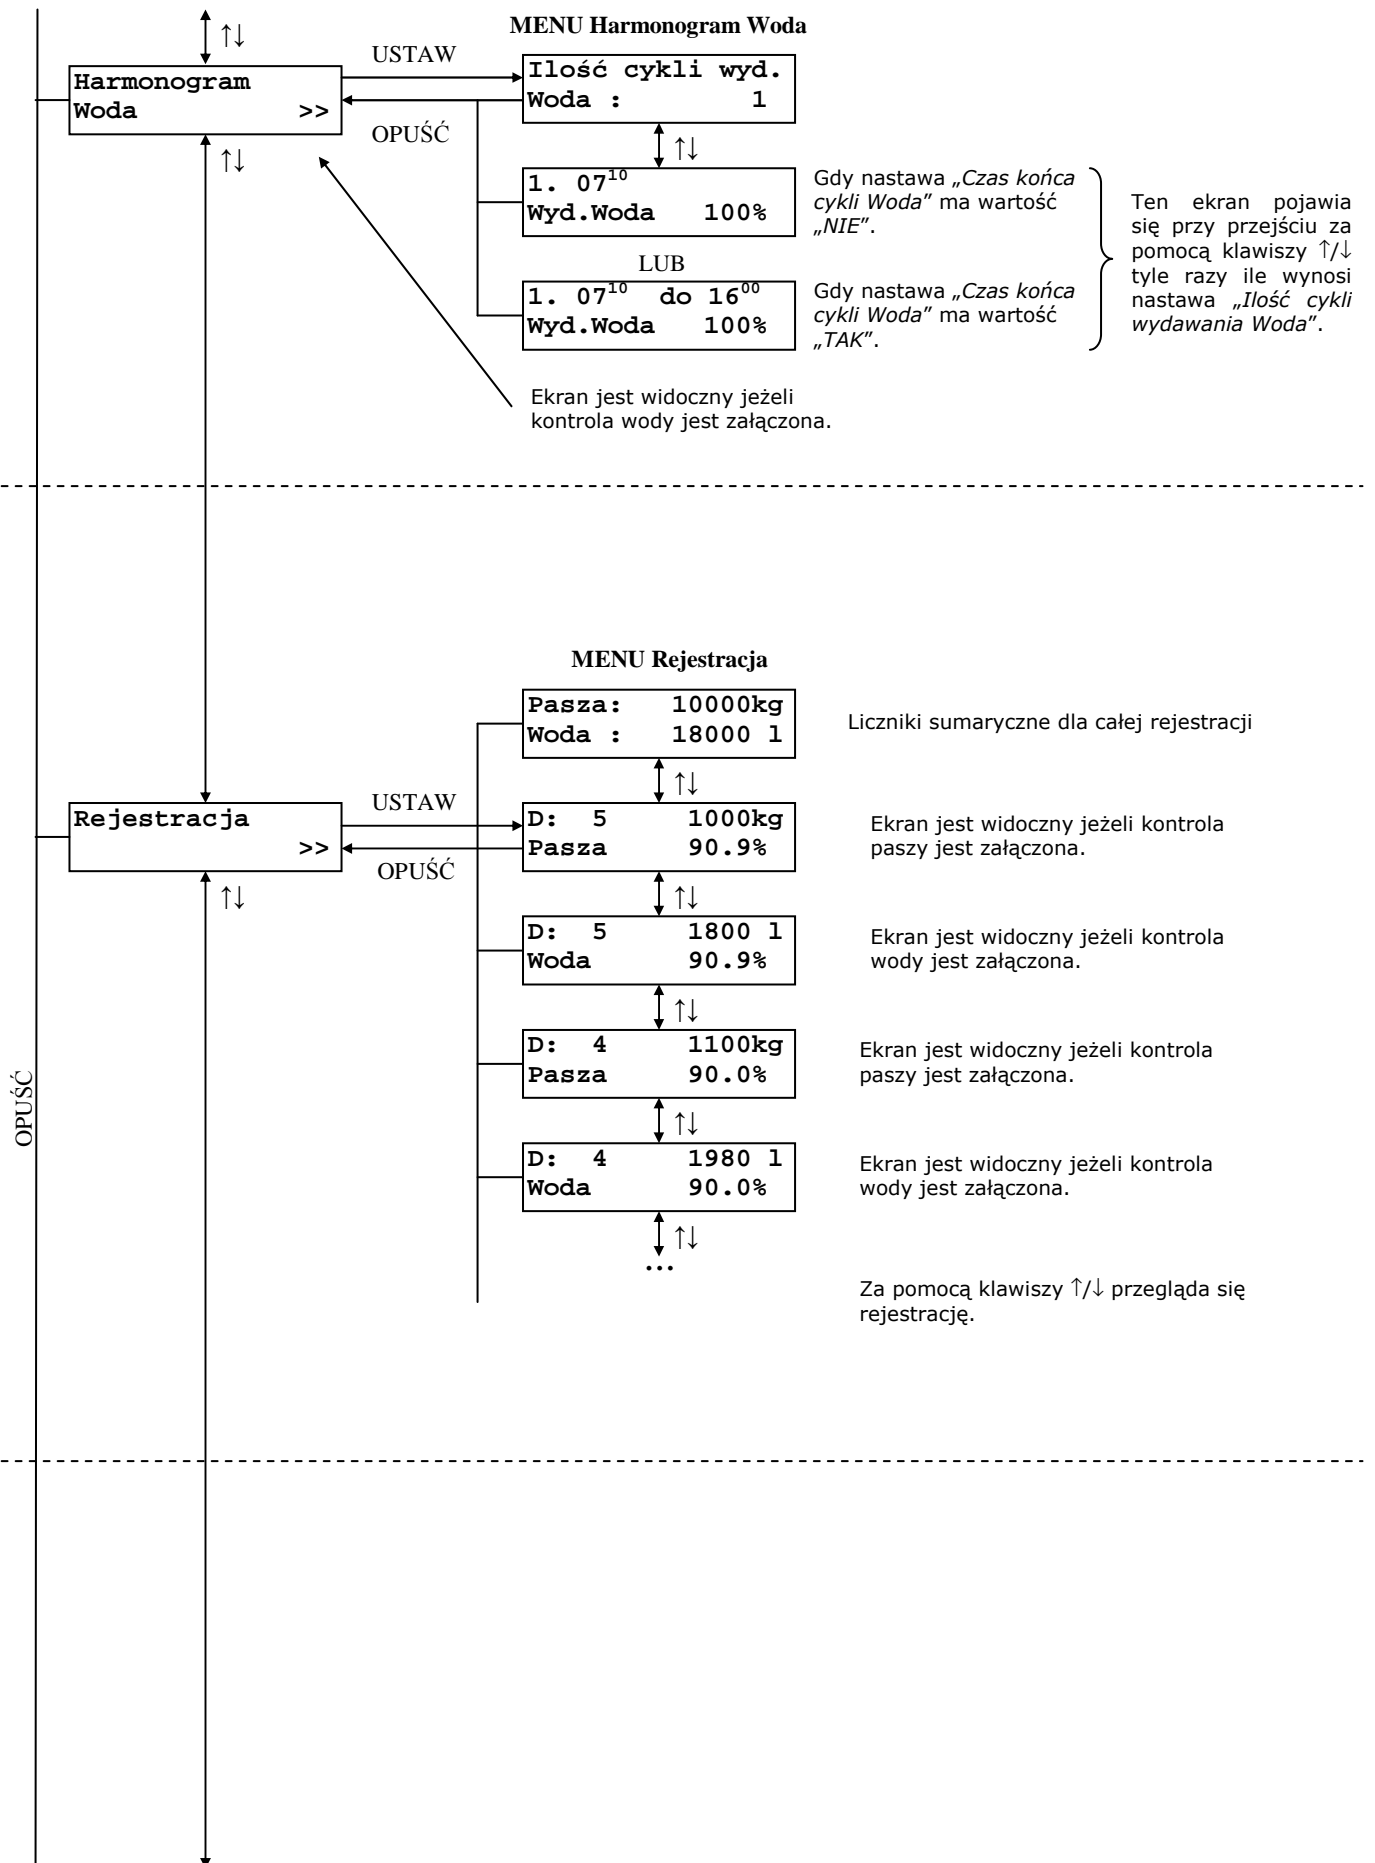 MENU Harmonogram Woda
↑↓
USTAW
Harmonogram
Woda >>
OPUŚĆ
↑↓
Ilość cykli wyd.
Woda : 1
↑↓
1. 07¹⁰
Wyd.Woda 100%
Gdy nastawa „Czas końca
cykli Woda” ma wartość
„NIE”.
LUB
1. 07¹⁰ do 16⁰⁰
Wyd.Woda 100%
Gdy nastawa „Czas końca
cykli Woda” ma wartość
„TAK”.
Ten ekran pojawia
się przy przejściu za
pomocą klawiszy ↑/↓
tyle razy ile wynosi
nastawa „Ilość cykli
wydawania Woda”.
Ekran jest widoczny jeżeli
kontrola wody jest załączona.
MENU Rejestracja
Pasza: 10000kg
Woda : 18000 l
Liczniki sumaryczne dla całej rejestracji
↑↓
Rejestracja
>>
USTAW
OPUŚĆ
↑↓
D: 5 1000kg
Pasza 90.9%
Ekran jest widoczny jeżeli kontrola
paszy jest załączona.
↑↓
D: 5 1800 l
Woda 90.9%
Ekran jest widoczny jeżeli kontrola
wody jest załączona.
↑↓
D: 4 1100kg
Pasza 90.0%
Ekran jest widoczny jeżeli kontrola
paszy jest załączona.
↑↓
D: 4 1980 l
Woda 90.0%
Ekran jest widoczny jeżeli kontrola
wody jest załączona.
↑↓
...
Za pomocą klawiszy ↑/↓ przegląda się
rejestrację.
OPUŚĆ